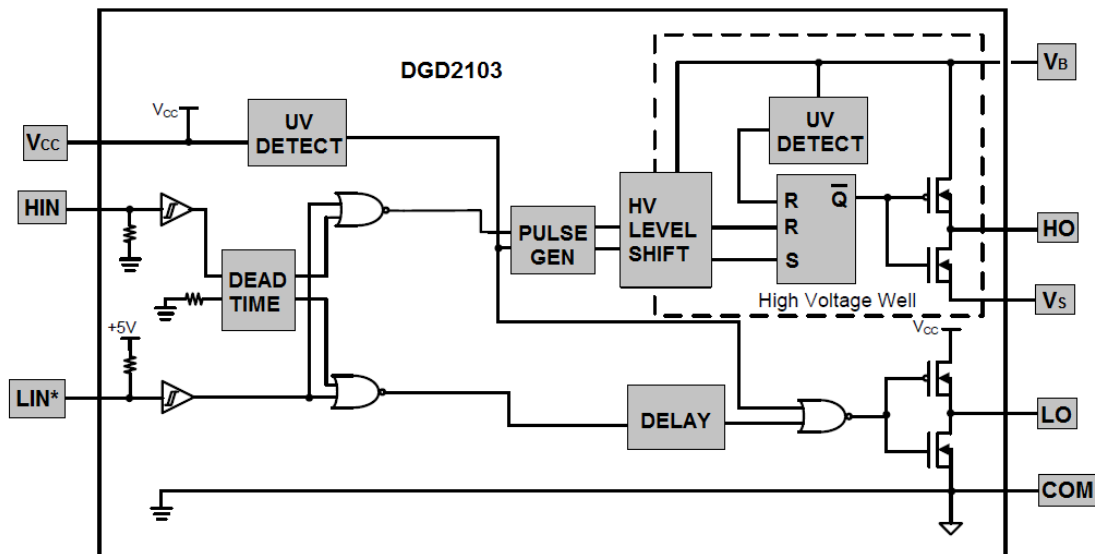 DGD2103
VB
VCC
UV
DETECT
VCC
UV
DETECT
HIN
HV
LEVEL
SHIFT
R
Q
R
S
PULSE
GEN
HO
DEAD
TIME
High Voltage Well
VS
+5V
VCC
LIN*
DELAY
LO
COM